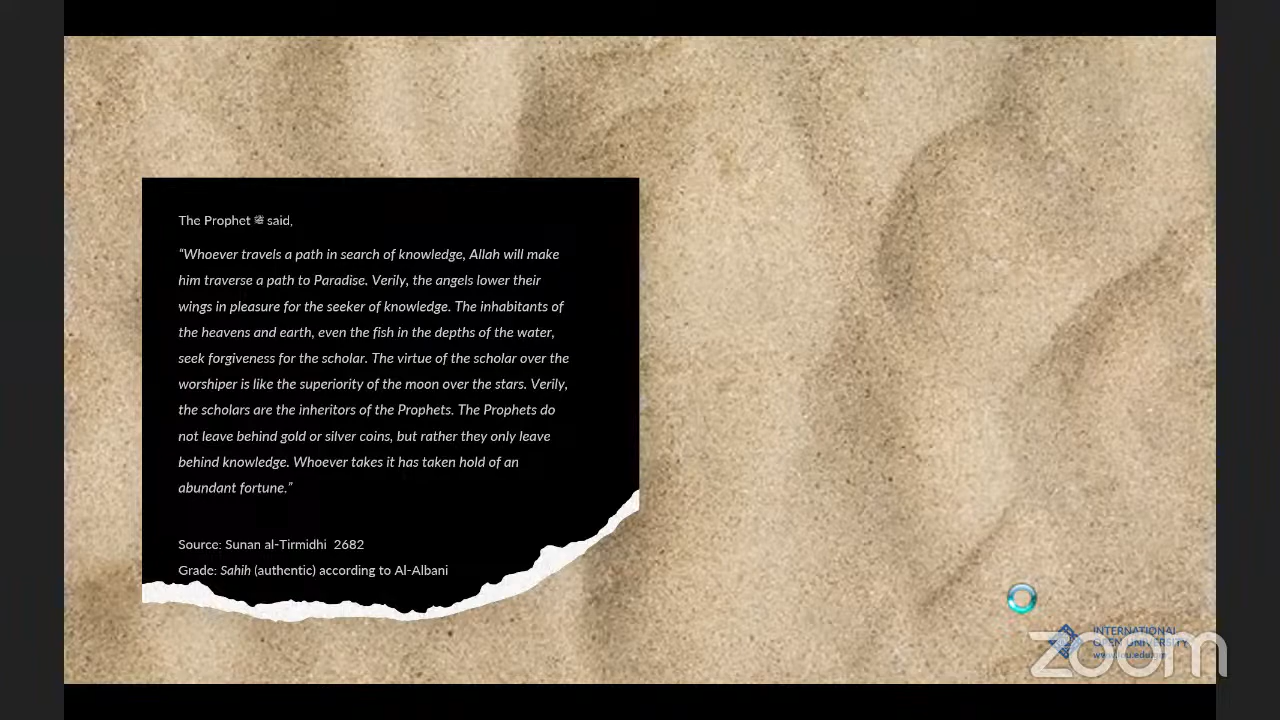 The Prophet ﷺ said,
“Whoever travels a path in search of knowledge, Allah will make
him traverse a path to Paradise. Verily, the angels lower their
wings in pleasure for the seeker of knowledge. The inhabitants of
the heavens and earth, even the fish in the depths of the water,
seek forgiveness for the scholar. The virtue of the scholar over the
worshiper is like the superiority of the moon over the stars. Verily,
the scholars are the inheritors of the Prophets. The Prophets do
not leave behind gold or silver coins, but rather they only leave
behind knowledge. Whoever takes it has taken hold of an
abundant fortune.”
Source: Sunan al-Tirmidhi 2682
Grade: Sahih (authentic) according to Al-Albani
INTERNATIONAL
OPEN UNIVERSITY
zoom